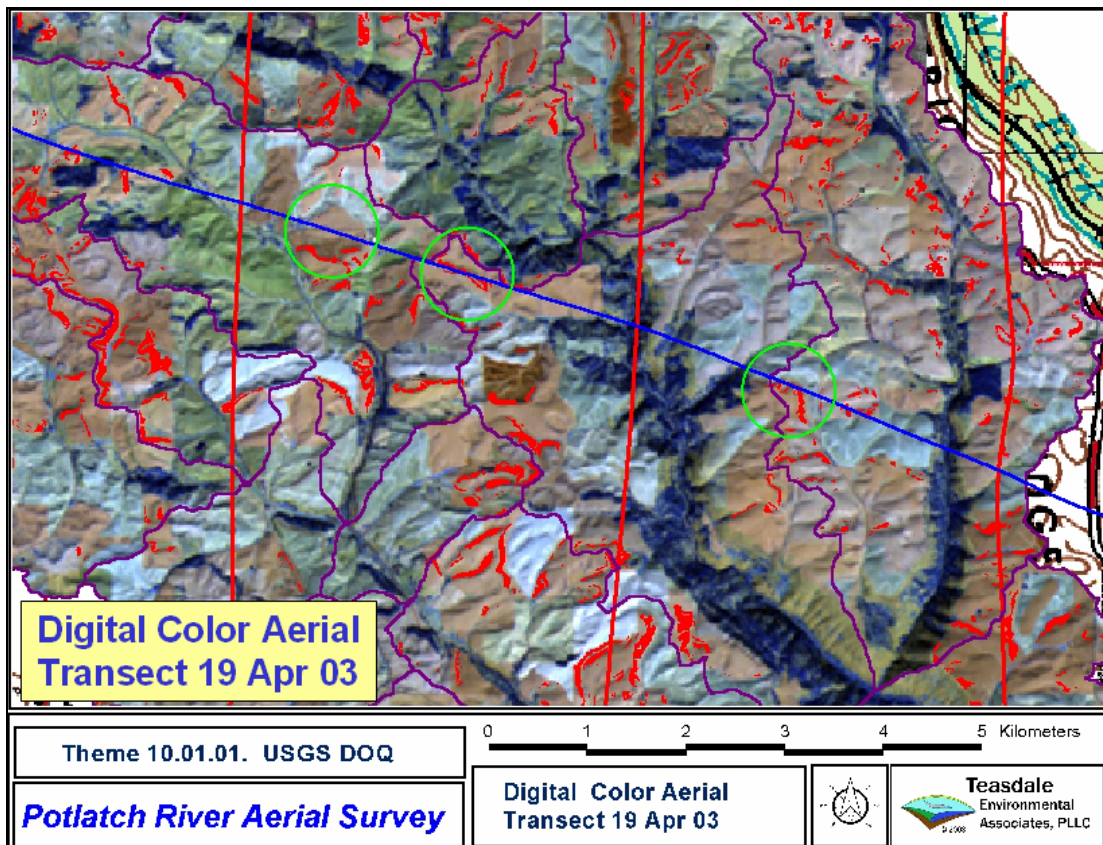 Digital Color Aerial
Transect 19 Apr 03
Theme 10.01.01. USGS DOQ
Potlatch River Aerial Survey
0 1 2 3 4 5 Kilometers
Digital Color Aerial
Transect 19 Apr 03
Teasdale
Environmental
Associates, PLLC